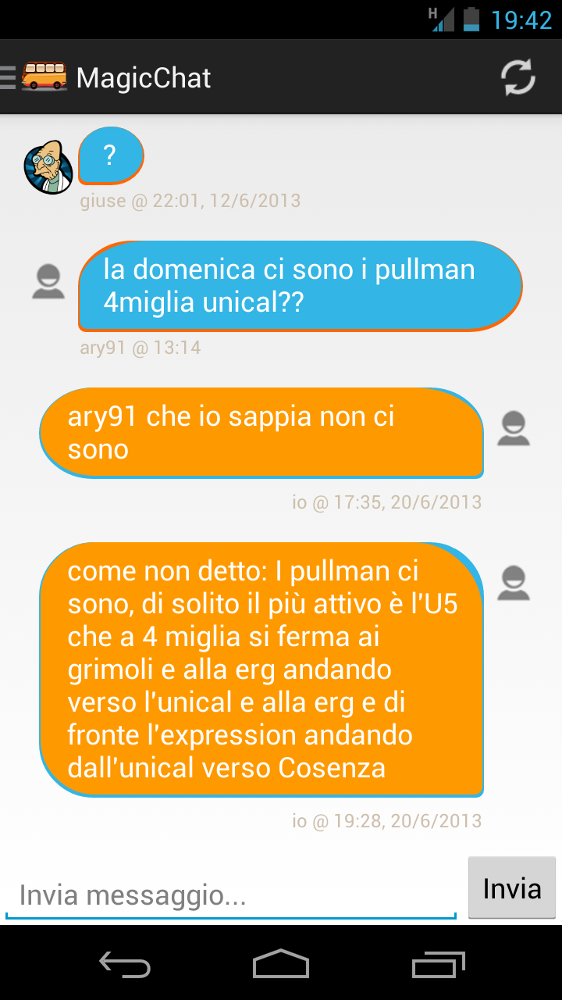 H
19:42
MagicChat
?
giuse @ 22:01, 12/6/2013
la domenica ci sono i pullman
4miglia unical??
ary91 @ 13:14
ary91 che io sappia non ci
sono
io @ 17:35, 20/6/2013
come non detto: I pullman ci
sono, di solito il più attivo è l'U5
che a 4 miglia si ferma ai
grimoli e alla erg andando
verso l'unical e alla erg e di
fronte l'expression andando
dall'unical verso Cosenza
io @ 19:28, 20/6/2013
Invia messaggio...
Invia